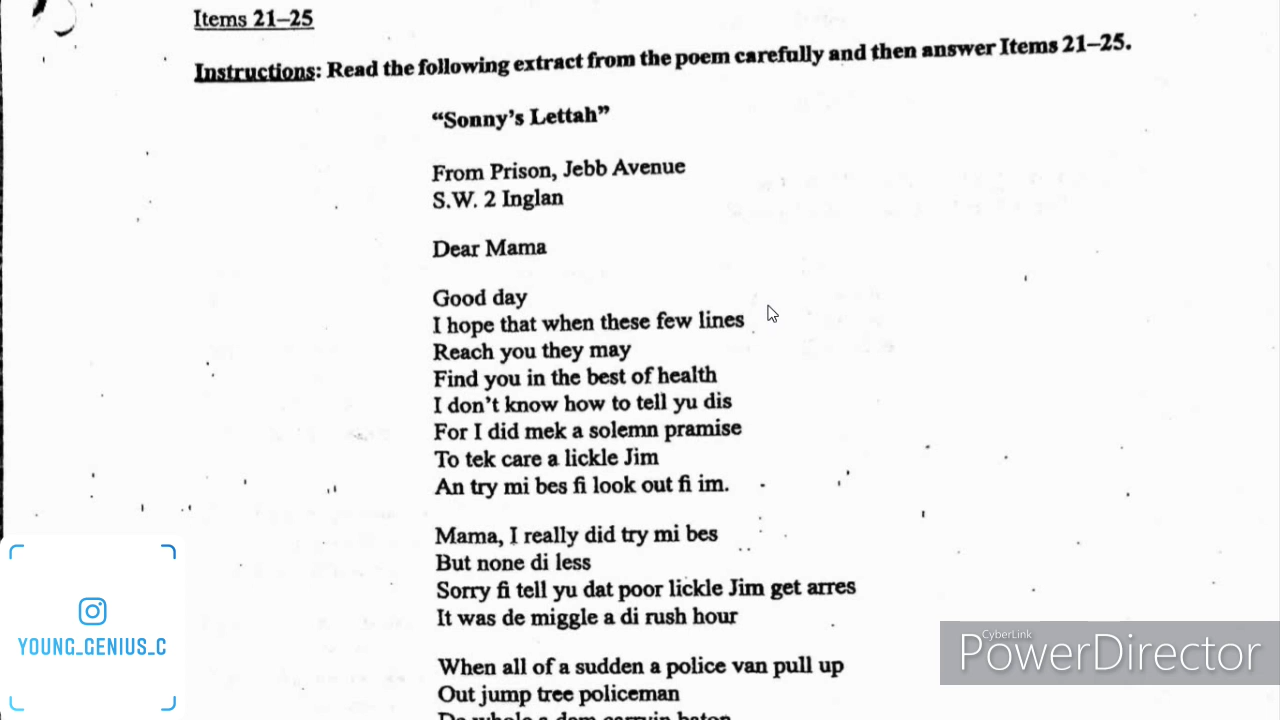 Items 21–25
Instructions: Read the following extract from the poem carefully and then answer Items 21–25.
“Sonny’s Lettah”
From Prison, Jebb Avenue
S.W. 2 Inglan
Dear Mama
Good day
I hope that when these few lines
Reach you they may
Find you in the best of health
I don’t know how to tell yu dis
For I did mek a solemn pramise
To tek care a lickle Jim
An try mi bes fi look out fi im.
Mama, I really did try mi bes
But none di less
Sorry fi tell yu dat poor lickle Jim get arres
It was de miggle a di rush hour
When all of a sudden a police van pull up
Out jump tree policeman
YOUNG_GENIUS_C
CyberLink
PowerDirector